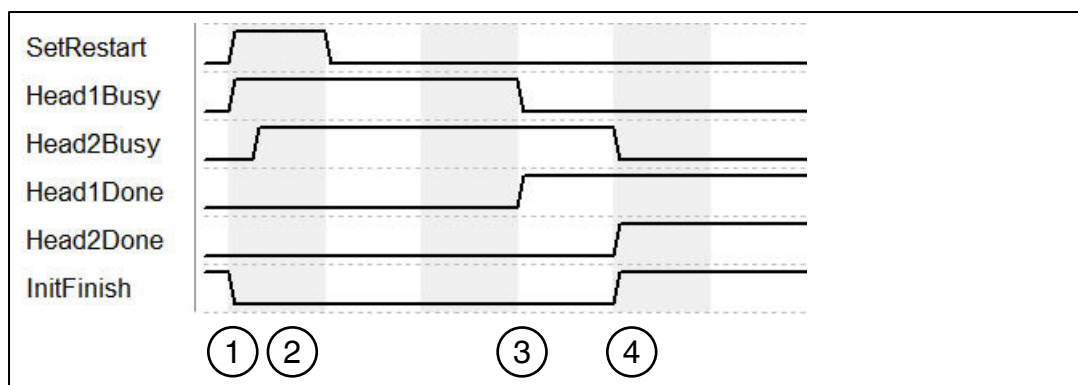 SetRestart
Head1Busy
Head2Busy
Head1Done
Head2Done
InitFinish
1 2 3 4